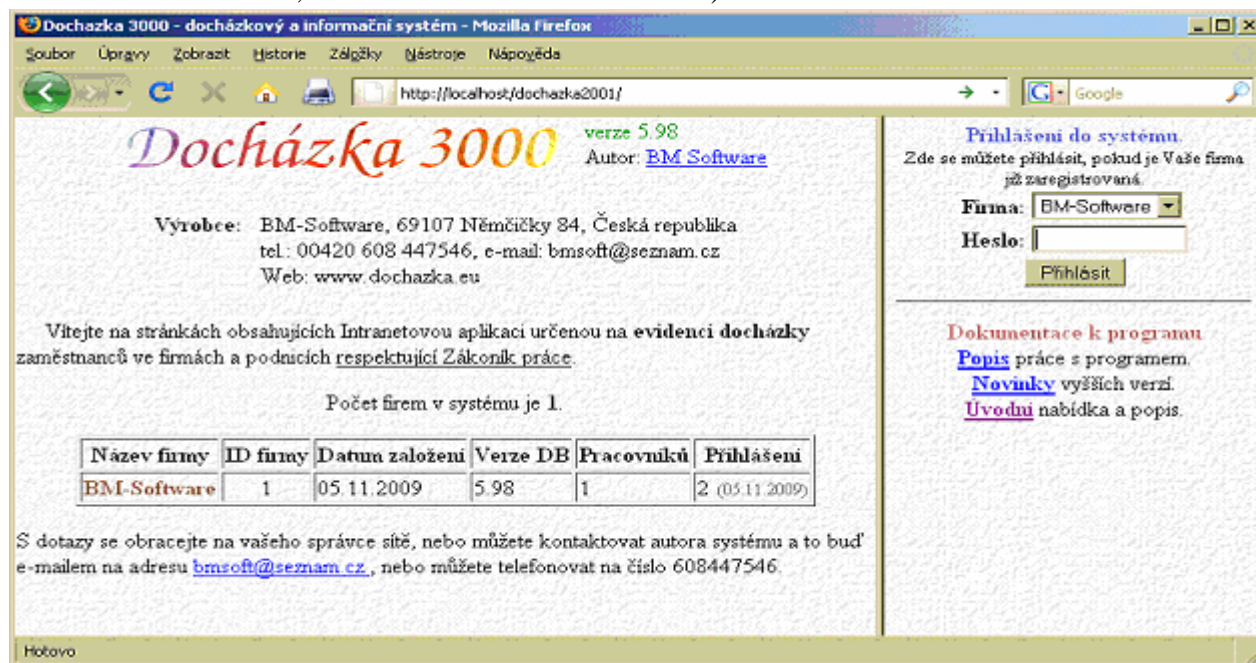 Dochazka 3000 - docházkový a informační systém - Mozilla Firefox
Soubor Úpravy Zobrazit Historie Záložky Nástroje Nápověda
http://localhost/dochazka2001/
Google
Docházka 3000
verze 5.98
Autor: BM Software
Výrobce: BM-Software, 69107 Němčičky 84, Česká republika
tel.: 00420 608 447546, e-mail: bmsoft@seznam.cz
Web: www.dochazka.eu
Vítejte na stránkách obsahujících Intranetovou aplikaci určenou na evidenci docházky
zaměstnanců ve firmách a podnicích respektující Zákoník práce.
Počet firem v systému je 1.
Název firmy ID firmy Datum založení Verze DB Pracovníků Přihlášení
BM-Software 1 05.11.2009 5.98 1 2 (05.11.2009)
S dotazy se obracejte na vašeho správce sítě, nebo můžete kontaktovat autora systému a to buď
e-mailem na adresu bmsoft@seznam.cz , nebo můžete telefonovat na číslo 608447546.
Přihlášení do systému.
Zde se můžete přihlásit, pokud je Vaše firma
již zaregistrovaná.
Firma: BM-Software
Heslo:
Přihlásit
Dokumentace k programu
Popis práce s programem.
Novinky vyšších verzí.
Úvodní nabídka a popis.
Hotovo